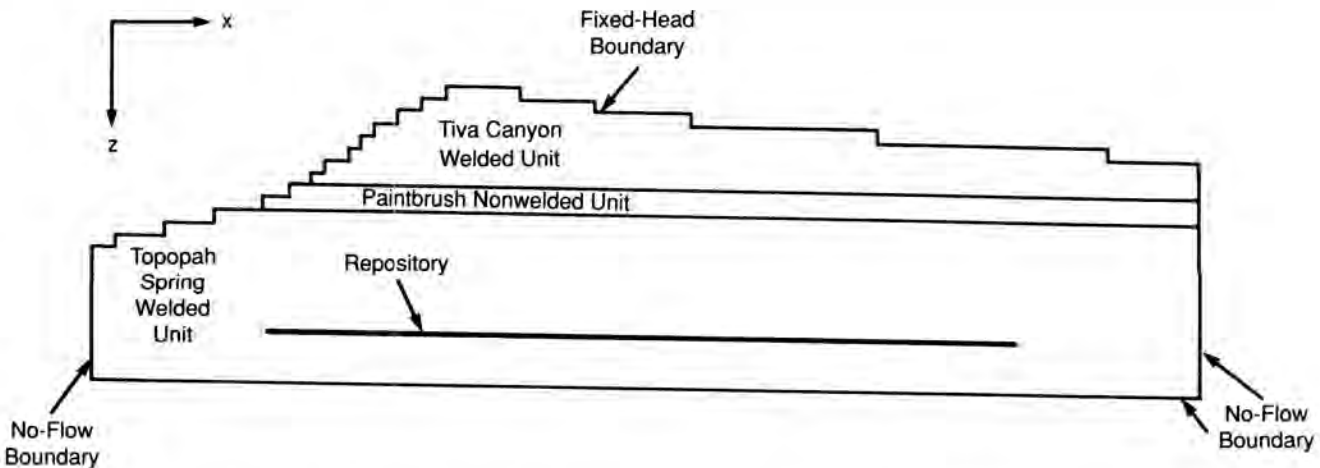 x
z
Fixed-Head
Boundary
Tiva Canyon
Welded Unit
Paintbrush Nonwelded Unit
Topopah
Spring
Welded
Unit
Repository
No-Flow
Boundary
No-Flow
Boundary